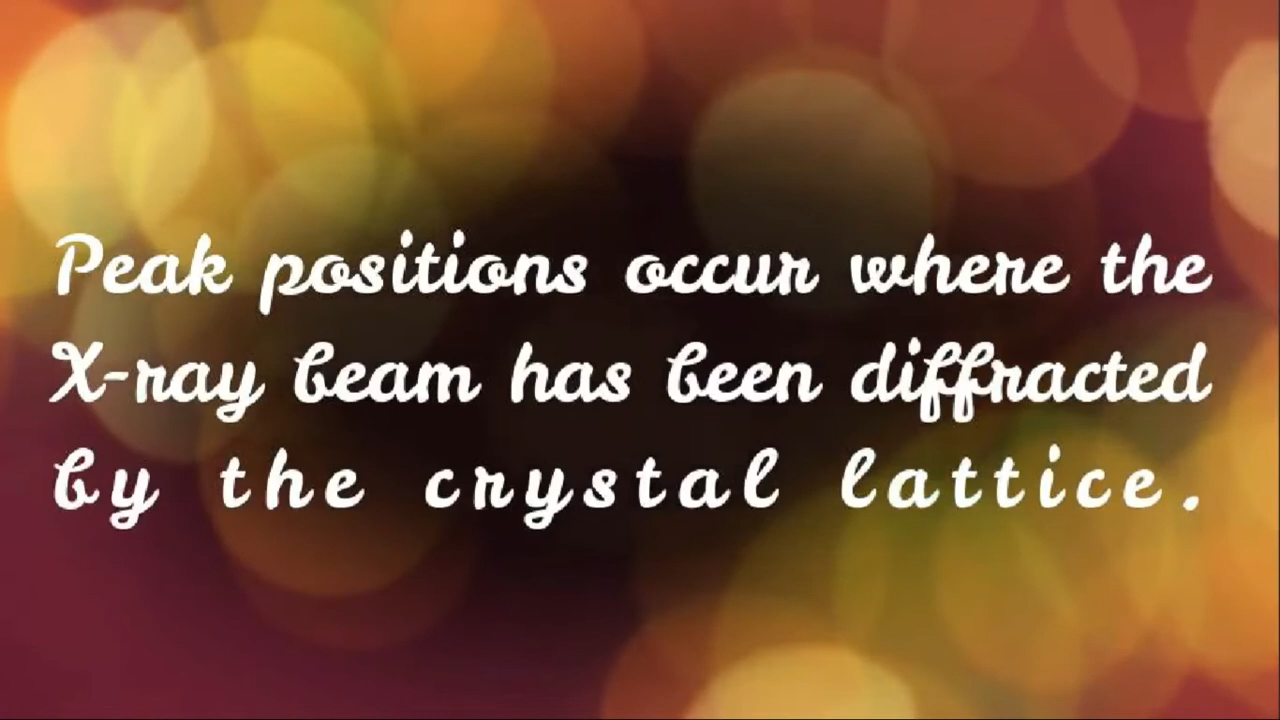 Peak positions occur where the
X-ray beam has been diffracted
by the crystal lattice.